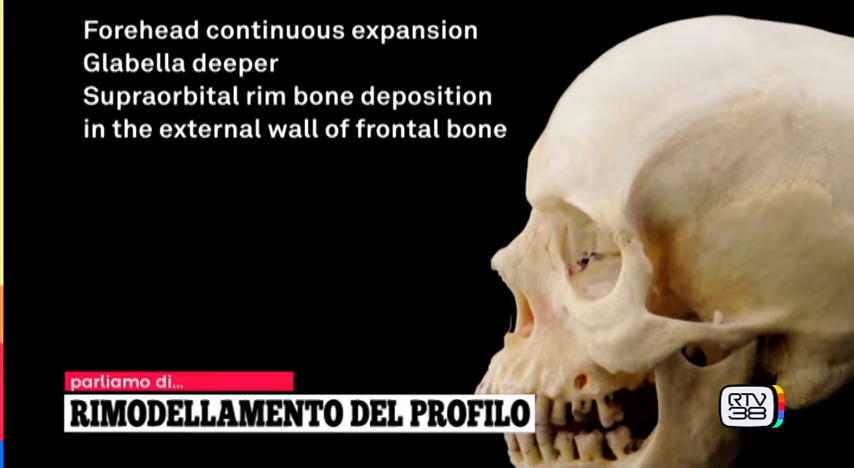 Forehead continuous expansion
Glabella deeper
Supraorbital rim bone deposition
in the external wall of frontal bone
parliamo di...
RIMODELLAMENTO DEL PROFILO
RTV
38